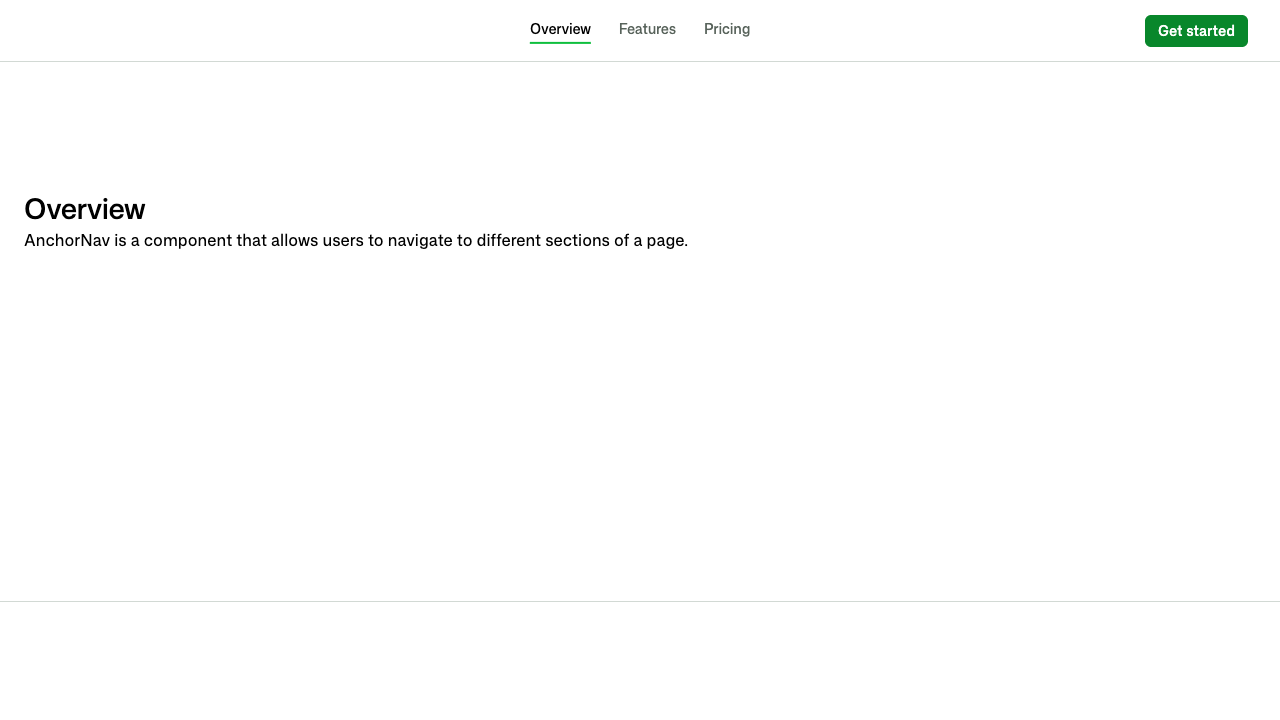 Overview Features Pricing Get started
Overview
AnchorNav is a component that allows users to navigate to different sections of a page.